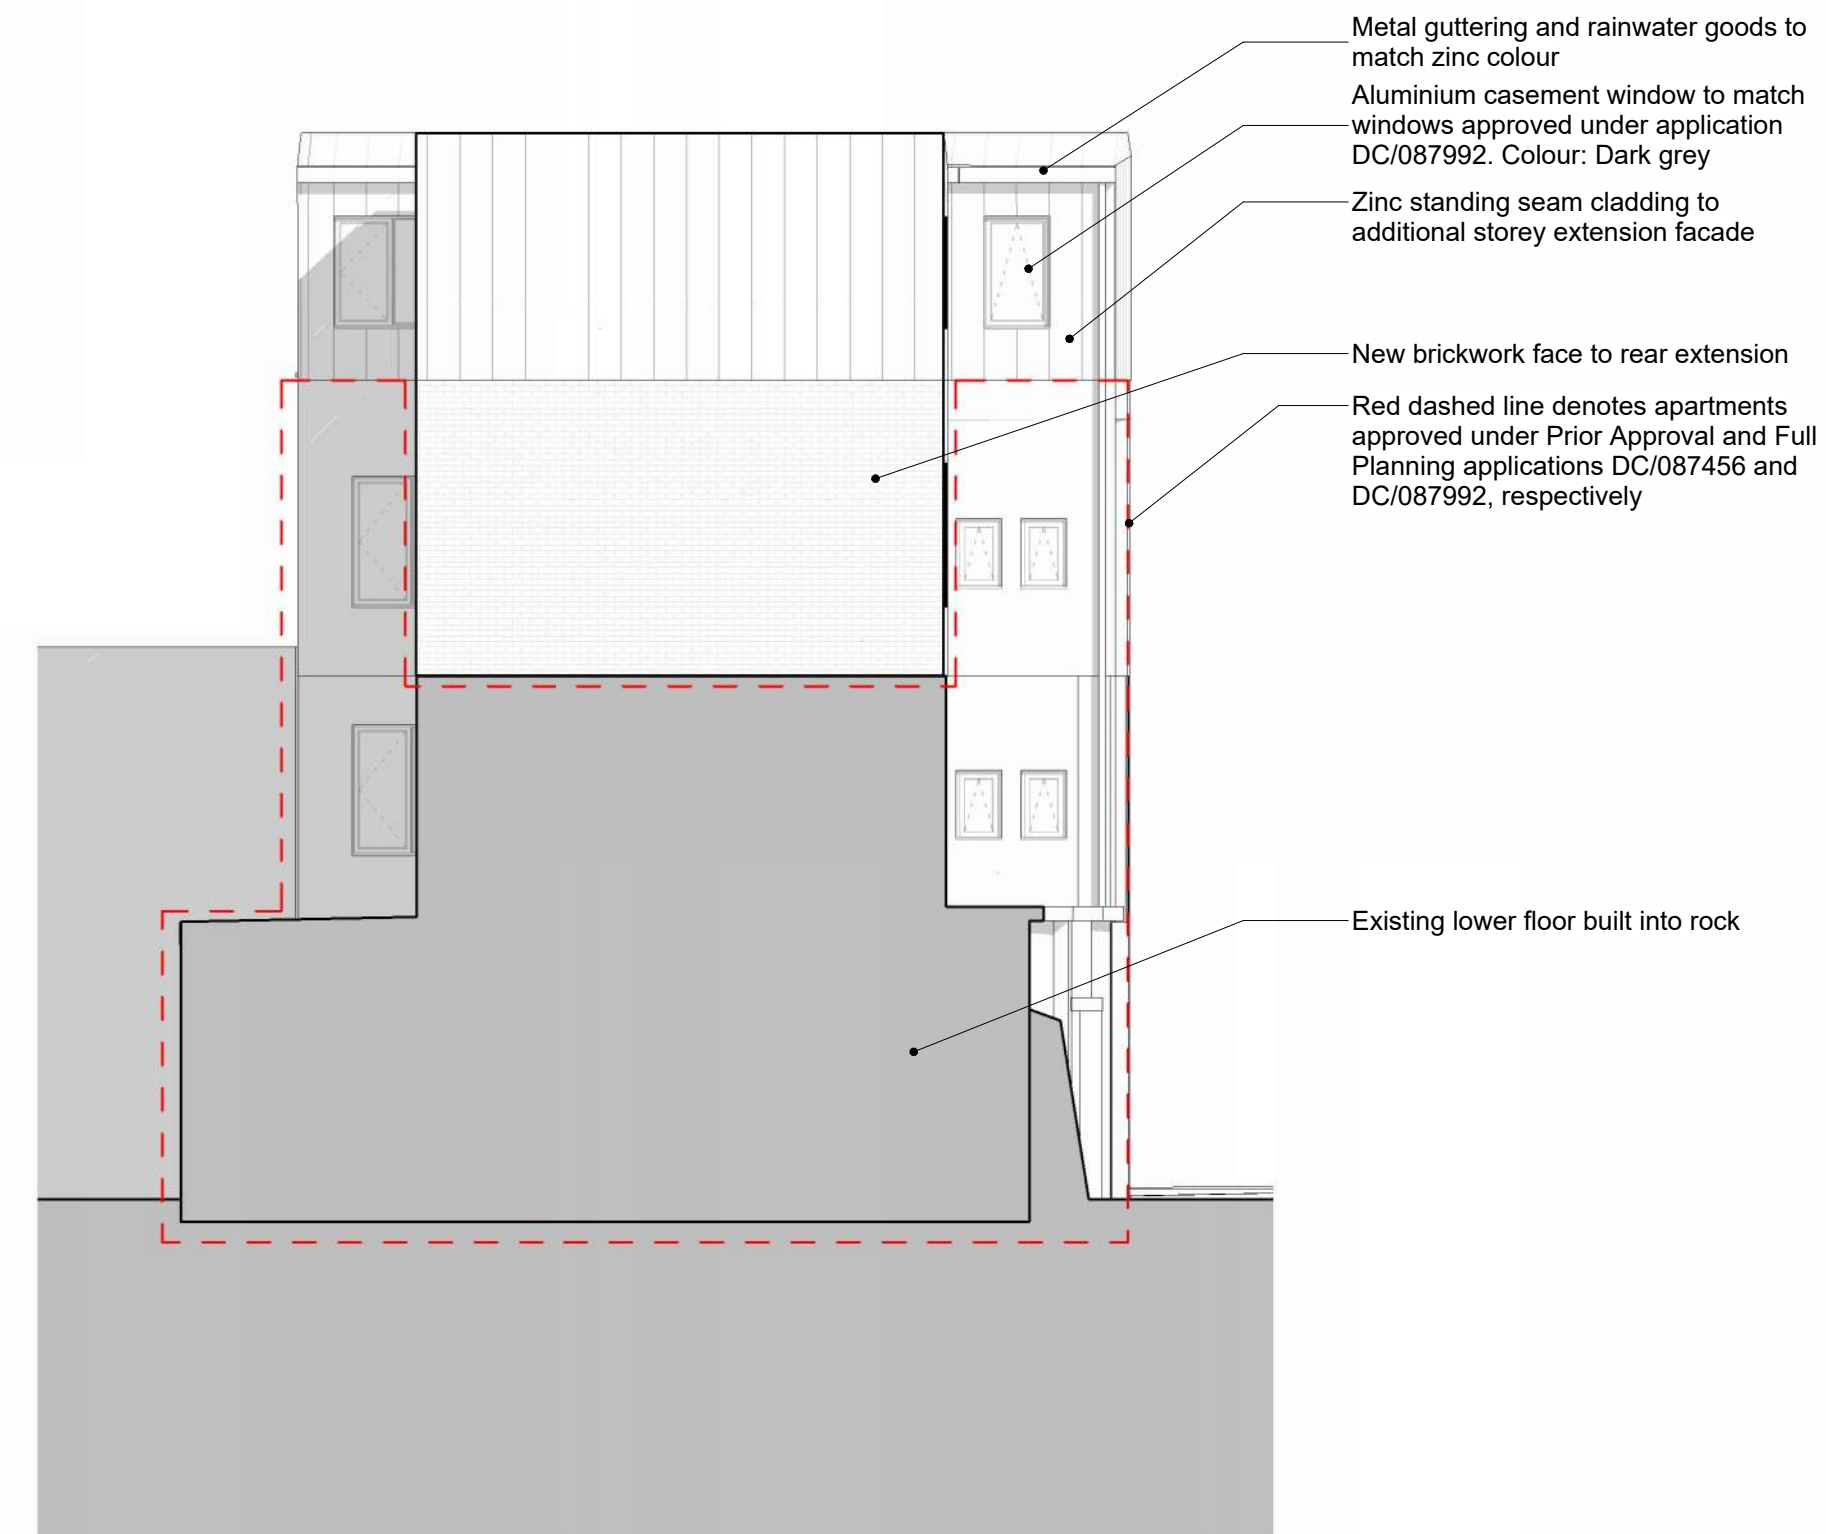 Metal guttering and rainwater goods to
match zinc colour
Aluminium casement window to match
windows approved under application
DC/087992. Colour: Dark grey
Zinc standing seam cladding to
additional storey extension facade
New brickwork face to rear extension
Red dashed line denotes apartments
approved under Prior Approval and Full
Planning applications DC/087456 and
DC/087992, respectively
Existing lower floor built into rock